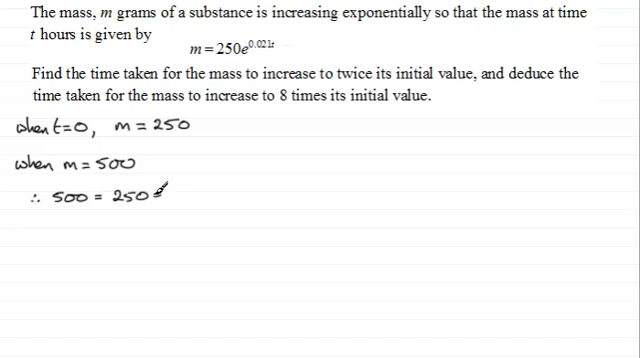 The mass, m grams of a substance is increasing exponentially so that the mass at time
t hours is given by
m = 250e^0.021t
Find the time taken for the mass to increase to twice its initial value, and deduce the
time taken for the mass to increase to 8 times its initial value.
when t=0, m = 250
when m = 500
∴ 500 = 250